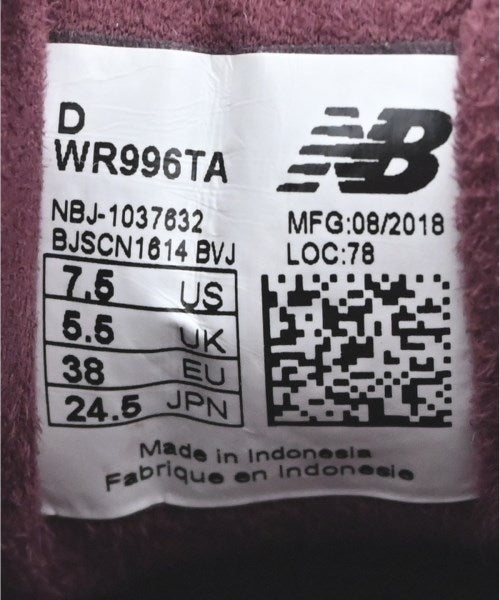 D
WR996TA
NB
NBJ-1037632
BJSCN1614 BVJ
MFG:08/2018
LOC:78
7.5 US
5.5 UK
38 EU
24.5 JPN
Made in Indonesia
Fabrique en Indonesie